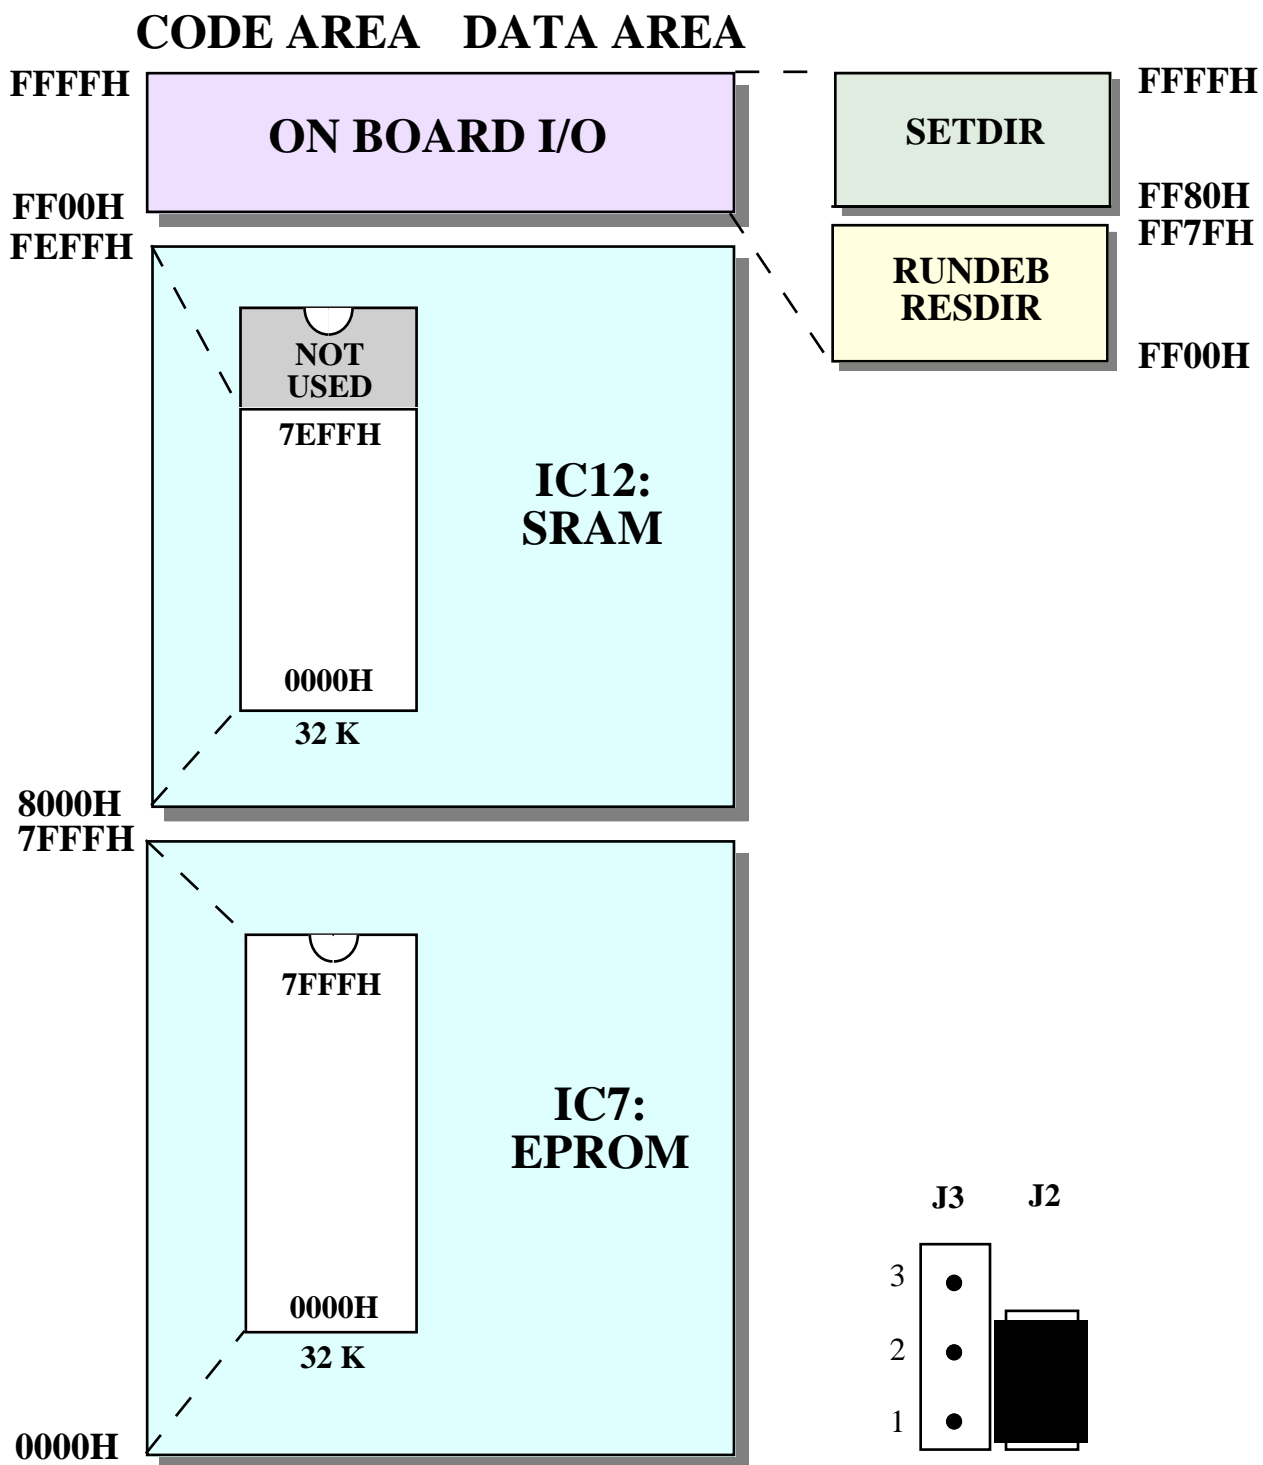 CODE AREA DATA AREA
FFFFH
ON BOARD I/O
FF00H
SETDIR
FFFFH
FF80H
FF7FH
RUNDEB
RESDIR
FF00H
FEFFH
NOT
USED
7EFFH
IC12:
SRAM
0000H
32 K
8000H
7FFFH
7FFFH
IC7:
EPROM
0000H
32 K
0000H
J3 J2
3
2
1